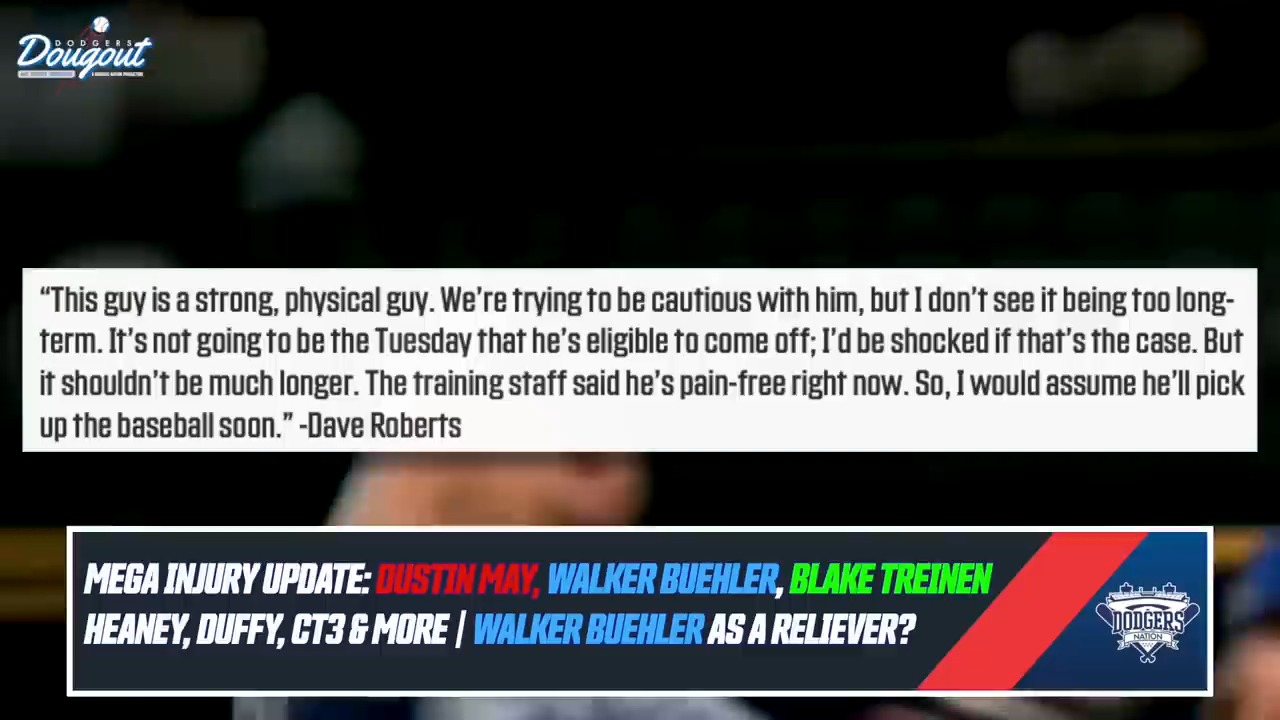 DODGERS
Dougout
“This guy is a strong, physical guy. We’re trying to be cautious with him, but I don’t see it being too long-
term. It’s not going to be the Tuesday that he’s eligible to come off; I’d be shocked if that’s the case. But
it shouldn’t be much longer. The training staff said he’s pain-free right now. So, I would assume he’ll pick
up the baseball soon.” -Dave Roberts
MEGA INJURY UPDATE: DUSTIN MAY, WALKER BUEHLER, BLAKE TREINEN
HEANEY, DUFFY, CT3 & MORE | WALKER BUEHLER AS A RELIEVER?
DODGERS
NATION